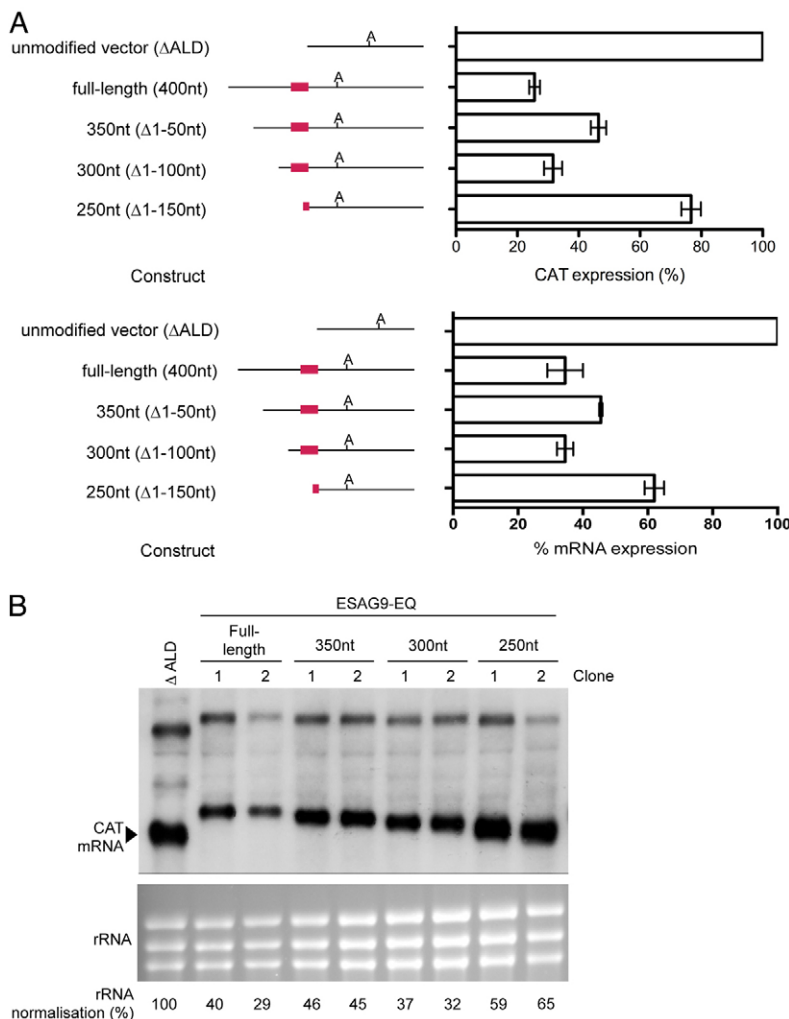 A
unmodified vector (ΔALD)
A
full-length (400nt)
A
350nt (Δ1-50nt)
A
300nt (Δ1-100nt)
A
250nt (Δ1-150nt)
A
0 20 40 60 80 100
Construct
CAT expression (%)
unmodified vector (ΔALD)
A
full-length (400nt)
A
350nt (Δ1-50nt)
A
300nt (Δ1-100nt)
A
250nt (Δ1-150nt)
A
0 20 40 60 80 100
Construct
% mRNA expression
B
ESAG9-EQ
Δ ALD
Full-
length
350nt 300nt 250nt
1 2 1 2 1 2 1 2 Clone
CAT
mRNA
rRNA
rRNA
normalisation (%)
100 40 29 46 45 37 32 59 65